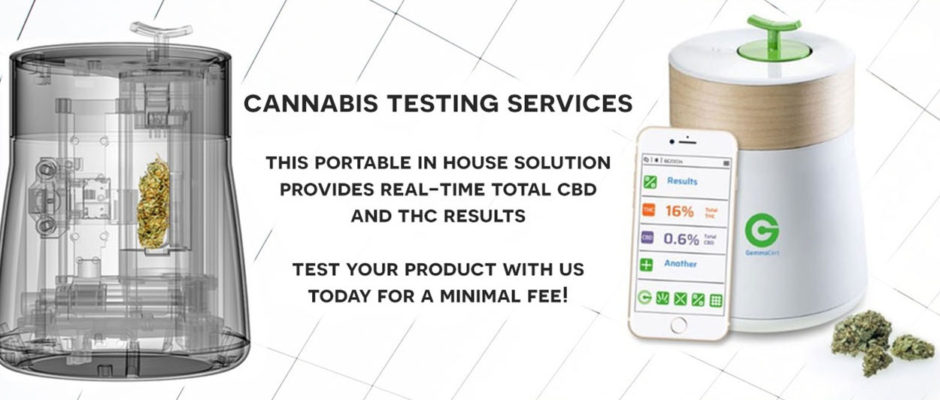 CANNABIS TESTING SERVICES
THIS PORTABLE IN HOUSE SOLUTION
PROVIDES REAL-TIME TOTAL CBD
AND THC RESULTS
TEST YOUR PRODUCT WITH US
TODAY FOR A MINIMAL FEE!
Results
THC 16% Total THC
CBD 0.6% Total CBD
Another
GemmaCert